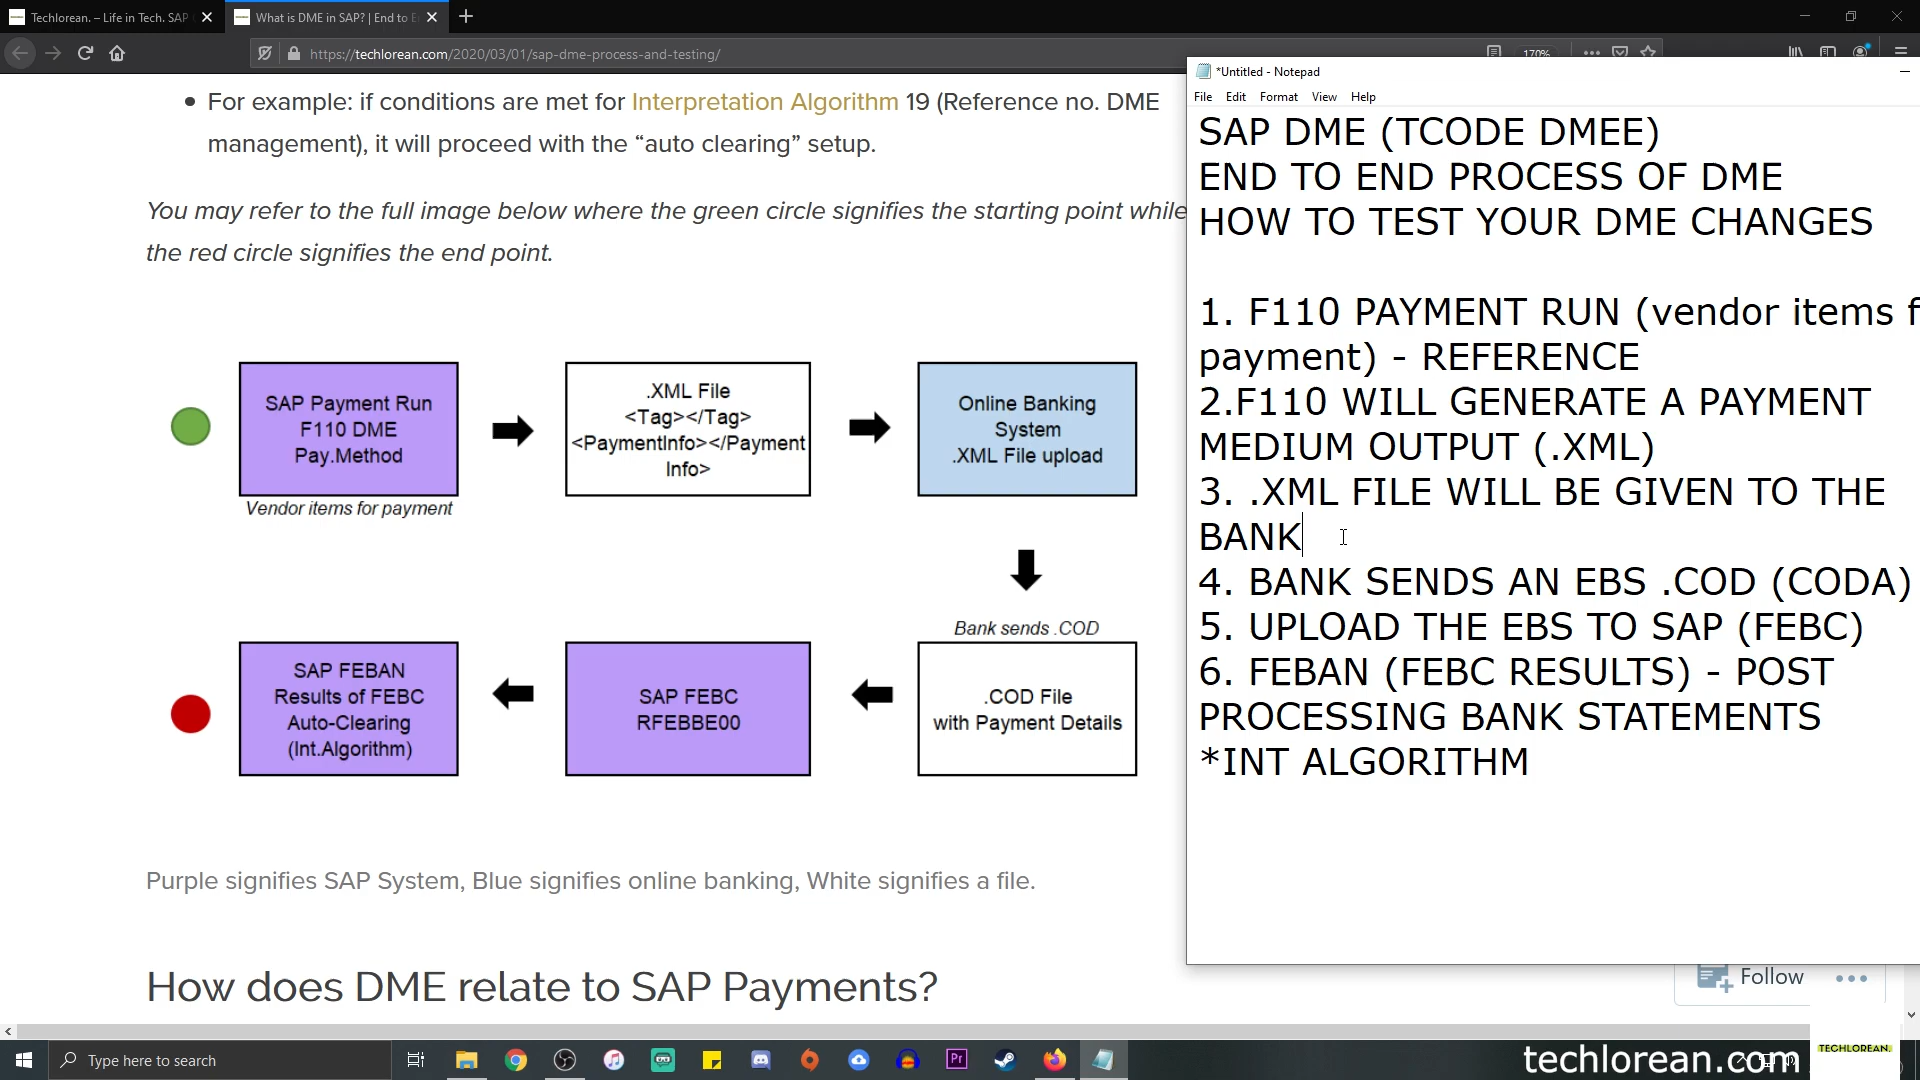 Techlorean. – Life in Tech. SAP
What is DME in SAP? | End to E
https://techlorean.com/2020/03/01/sap-dme-process-and-testing/
170%
For example: if conditions are met for Interpretation Algorithm 19 (Reference no. DME
management), it will proceed with the “auto clearing” setup.
You may refer to the full image below where the green circle signifies the starting point while
the red circle signifies the end point.
SAP Payment Run
F110 DME
Pay.Method
Vendor items for payment
.XML File
<Tag></Tag>
<PaymentInfo></Payment
Info>
Online Banking
System
.XML File upload
Bank sends .COD
.COD File
with Payment Details
SAP FEBC
RFEBBE00
SAP FEBAN
Results of FEBC
Auto-Clearing
(Int.Algorithm)
Purple signifies SAP System, Blue signifies online banking, White signifies a file.
How does DME relate to SAP Payments?
*Untitled - Notepad
File Edit Format View Help
SAP DME (TCODE DMEE)
END TO END PROCESS OF DME
HOW TO TEST YOUR DME CHANGES
1. F110 PAYMENT RUN (vendor items f
payment) - REFERENCE
2.F110 WILL GENERATE A PAYMENT
MEDIUM OUTPUT (.XML)
3. .XML FILE WILL BE GIVEN TO THE
BANK
4. BANK SENDS AN EBS .COD (CODA)
5. UPLOAD THE EBS TO SAP (FEBC)
6. FEBAN (FEBC RESULTS) - POST
PROCESSING BANK STATEMENTS
*INT ALGORITHM
Follow
Type here to search
Pr
techlorean.com
TECHLOREAN.